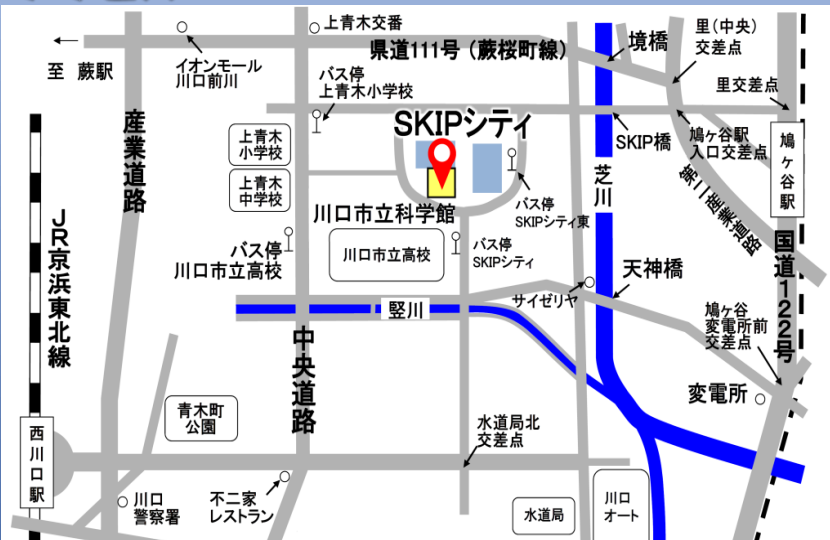 上青木交番
県道111号（蕨桜町線）
境橋
里（中央）
交差点
至 蕨駅
イオンモール
川口前川
バス停
上青木小学校
里交差点
産業道路
SKIPシティ
上青木
小学校
SKIP橋
鳩ヶ谷駅
入口交差点
鳩ヶ谷駅
上青木
中学校
芝川
第二産業道路
川口市立科学館
バス停
SKIPシティ東
JR京浜東北線
バス停
川口市立高校
川口市立高校
バス停
SKIPシティ
国道122号
天神橋
サイゼリヤ
竪川
鳩ヶ谷
変電所前
交差点
中央道路
変電所
青木町
公園
水道局北
交差点
西川口駅
川口
警察署
不二家
レストラン
水道局
川口
オート